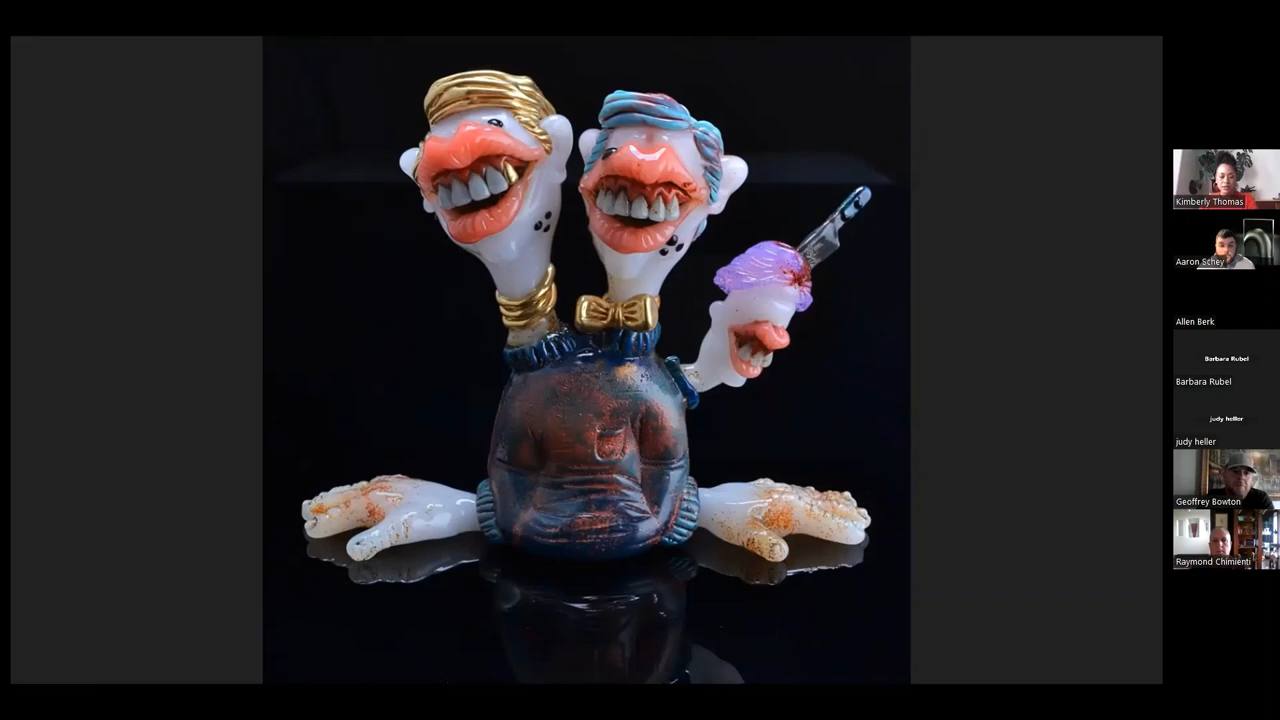 Kimberly Thomas
Aaron Schey
Allen Berk
Barbara Rubel
Barbara Rubel
judy heller
judy heller
Geoffrey Bowton
Raymond Chimienti